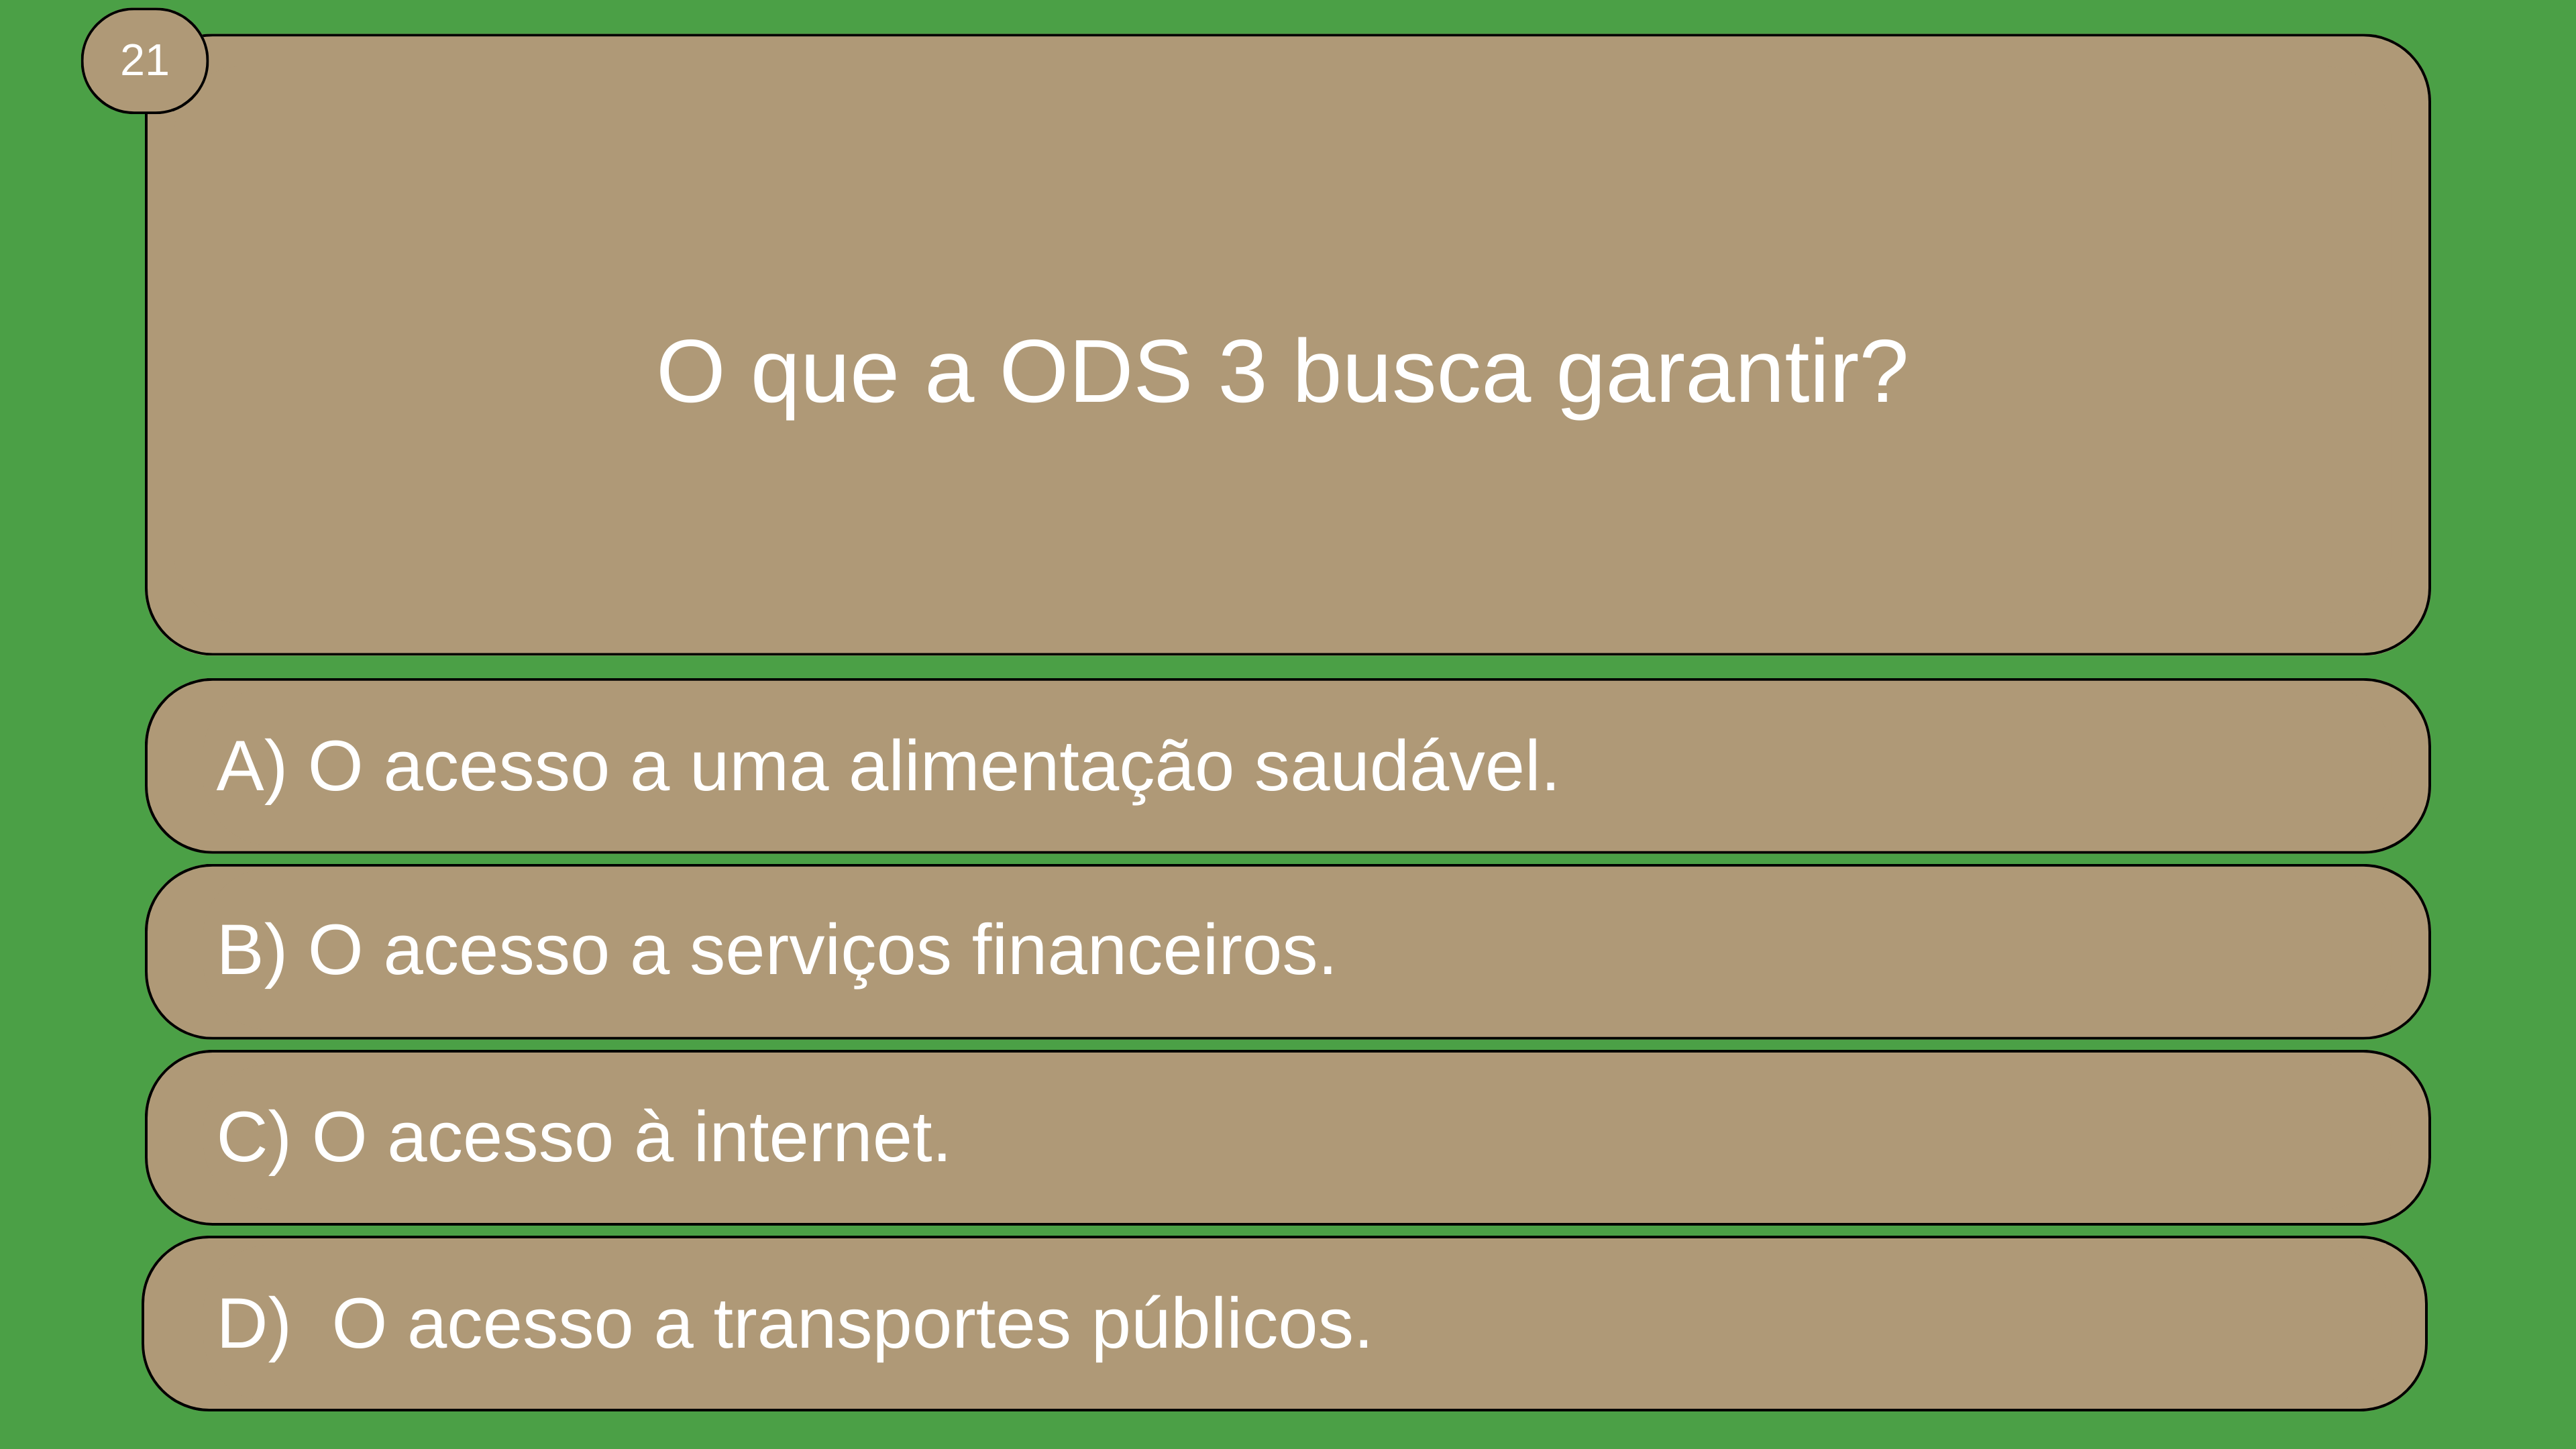 21
O que a ODS 3 busca garantir?
A) O acesso a uma alimentação saudável.
B) O acesso a serviços financeiros.
C) O acesso à internet.
D)  O acesso a transportes públicos.